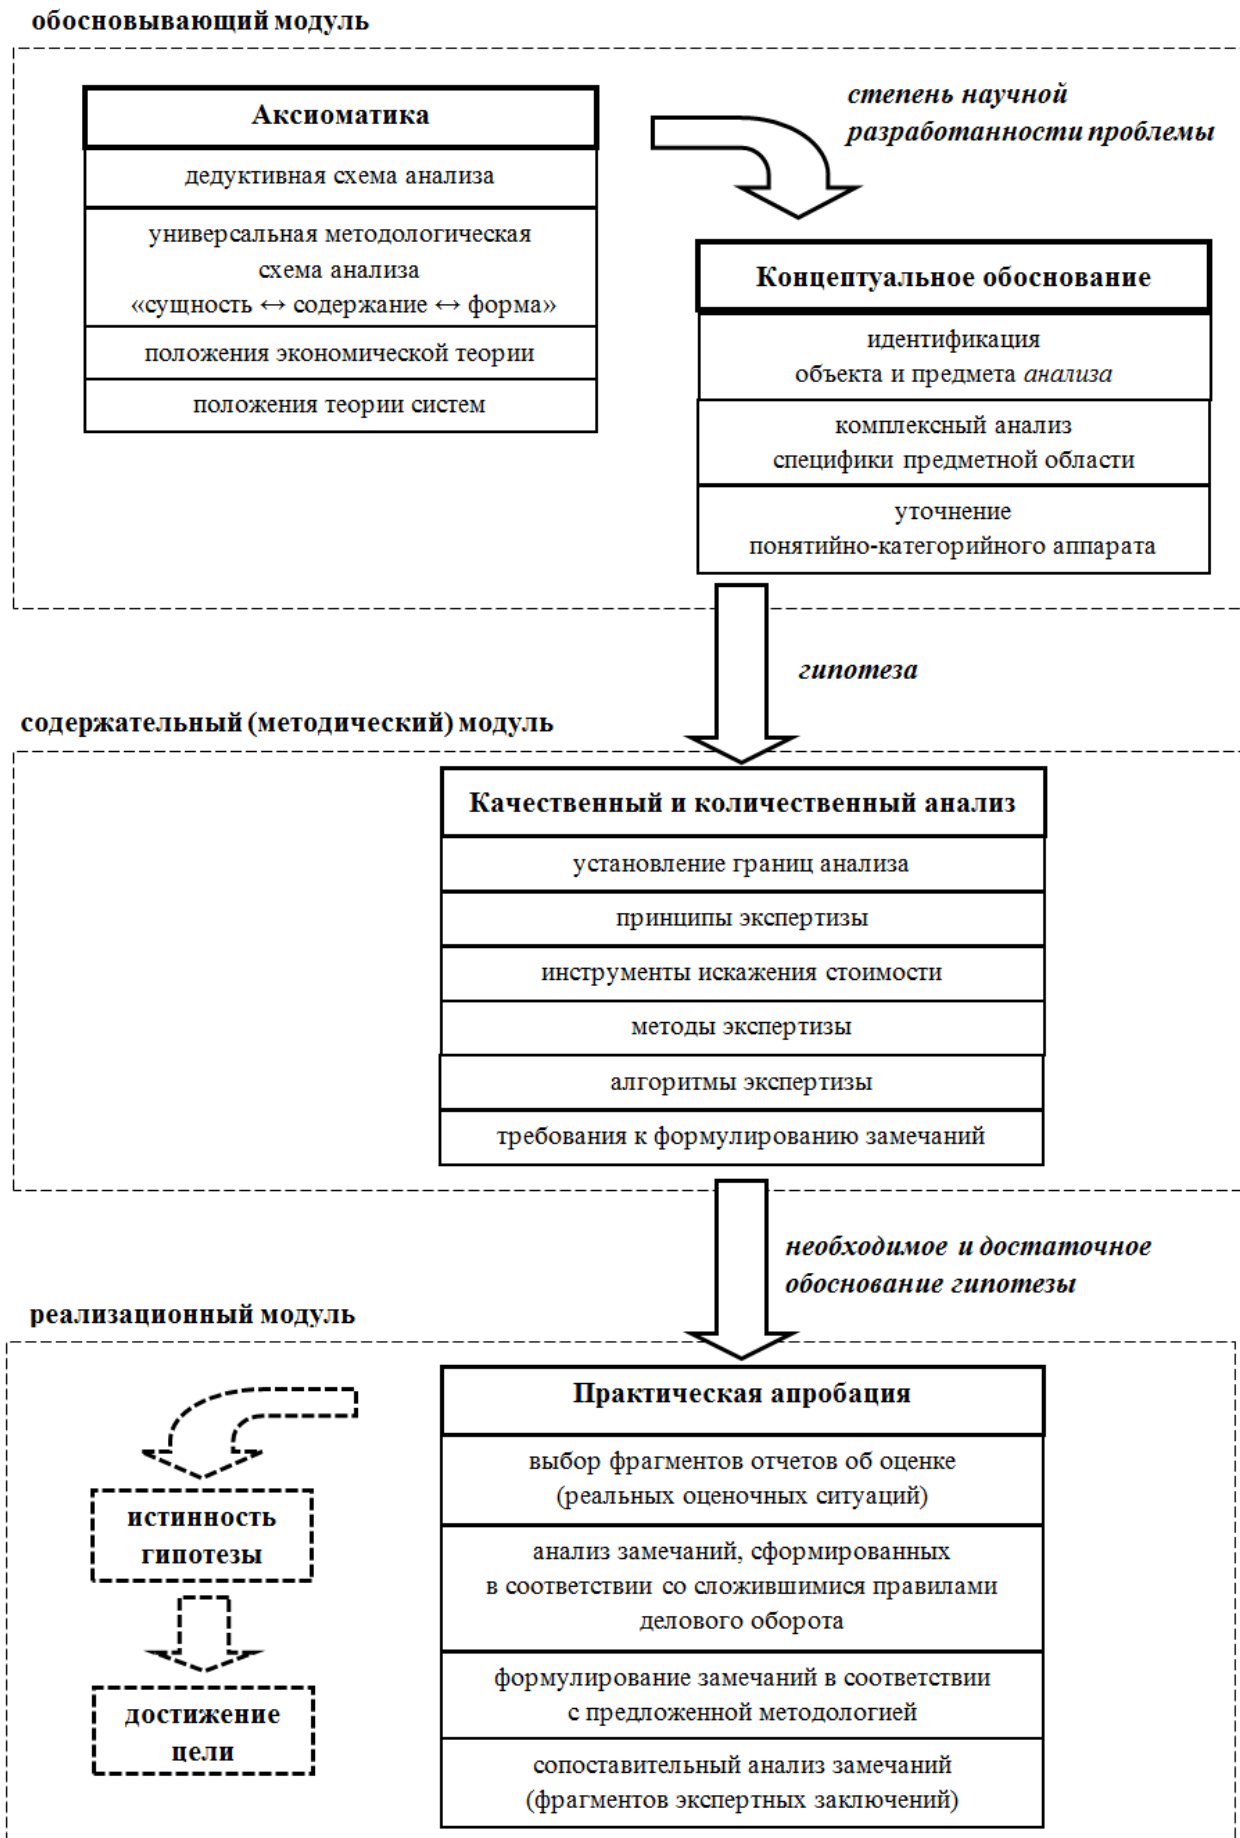 обосновывающий модуль
Аксиоматика
дедуктивная схема анализа
универсальная методологическая
схема анализа
«сущность ↔ содержание ↔ форма»
положения экономической теории
положения теории систем
степень научной
разработанности проблемы
Концептуальное обоснование
идентификация
объекта и предмета анализа
комплексный анализ
специфики предметной области
уточнение
понятийно-категорийного аппарата
гипотеза
содержательный (методический) модуль
Качественный и количественный анализ
установление границ анализа
принципы экспертизы
инструменты искажения стоимости
методы экспертизы
алгоритмы экспертизы
требования к формулированию замечаний
необходимое и достаточное
обоснование гипотезы
реализационный модуль
Практическая апробация
выбор фрагментов отчетов об оценке
(реальных оценочных ситуаций)
анализ замечаний, сформированных
в соответствии со сложившимися правилами
делового оборота
формулирование замечаний в соответствии
с предложенной методологией
сопоставительный анализ замечаний
(фрагментов экспертных заключений)
истинность
гипотезы
достижение
цели